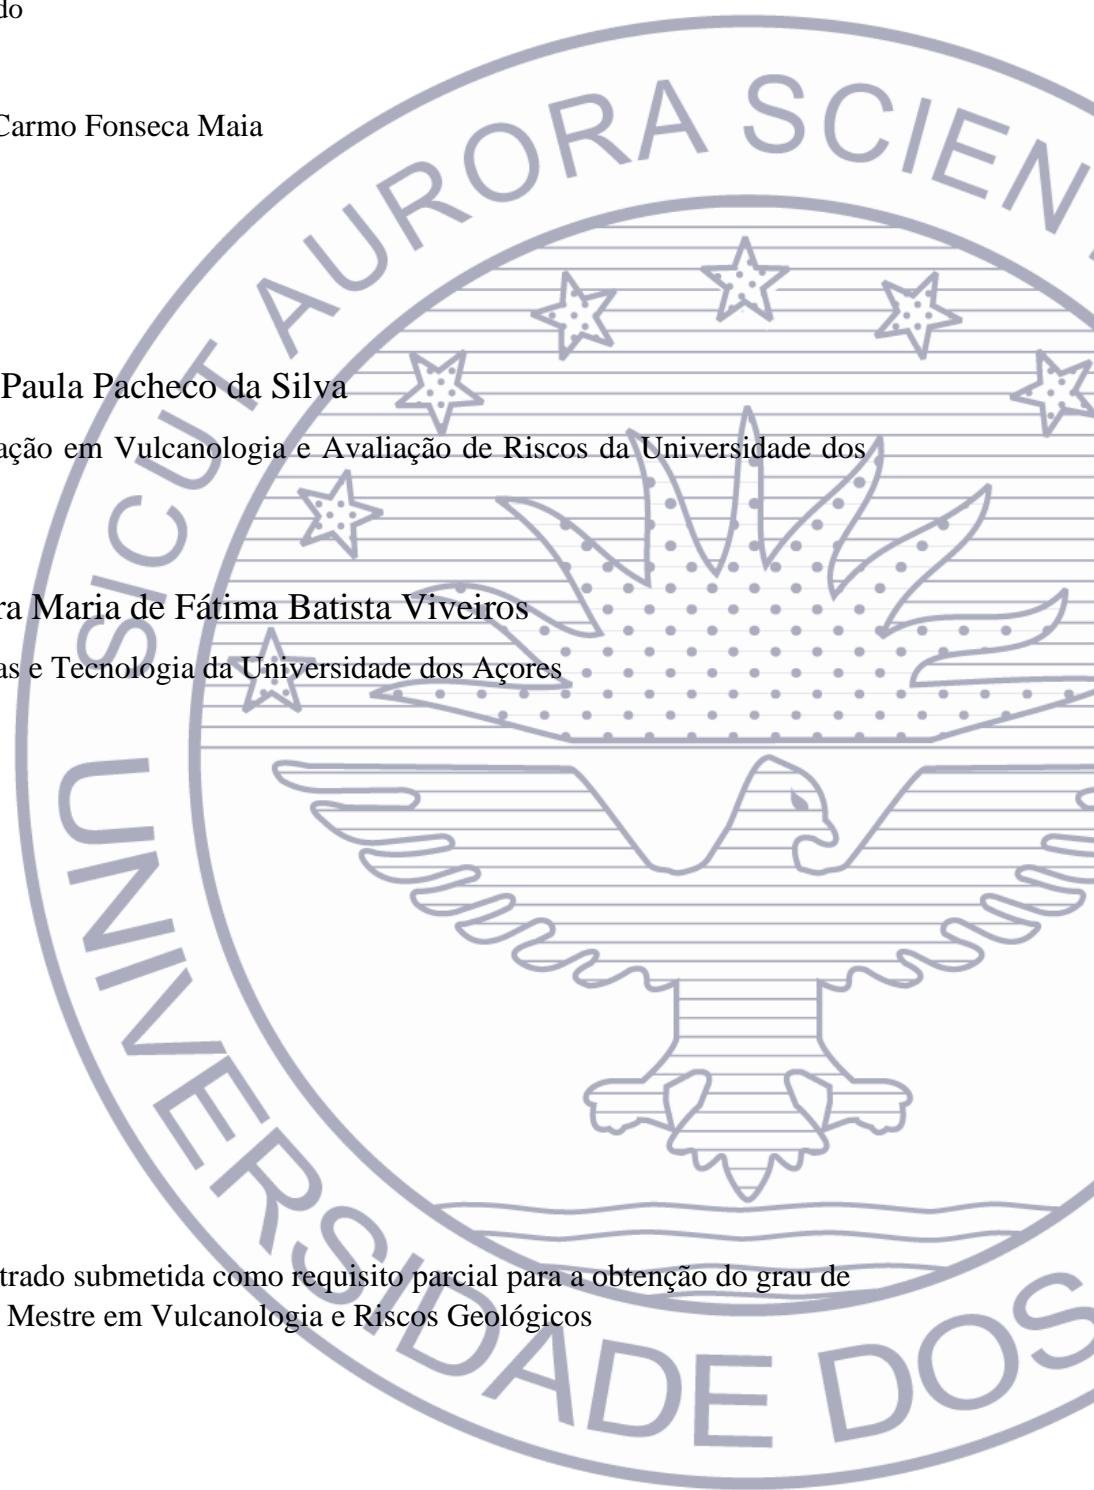 do
Carmo Fonseca Maia
Paula Pacheco da Silva
ação em Vulcanologia e Avaliação de Riscos da Universidade dos
ra Maria de Fátima Batista Viveiros
as e Tecnologia da Universidade dos Açores
trado submetida como requisito parcial para a obtenção do grau de
Mestre em Vulcanologia e Riscos Geológicos
SICUT AURORA SCIEN
UNIVERSIDADE DOS